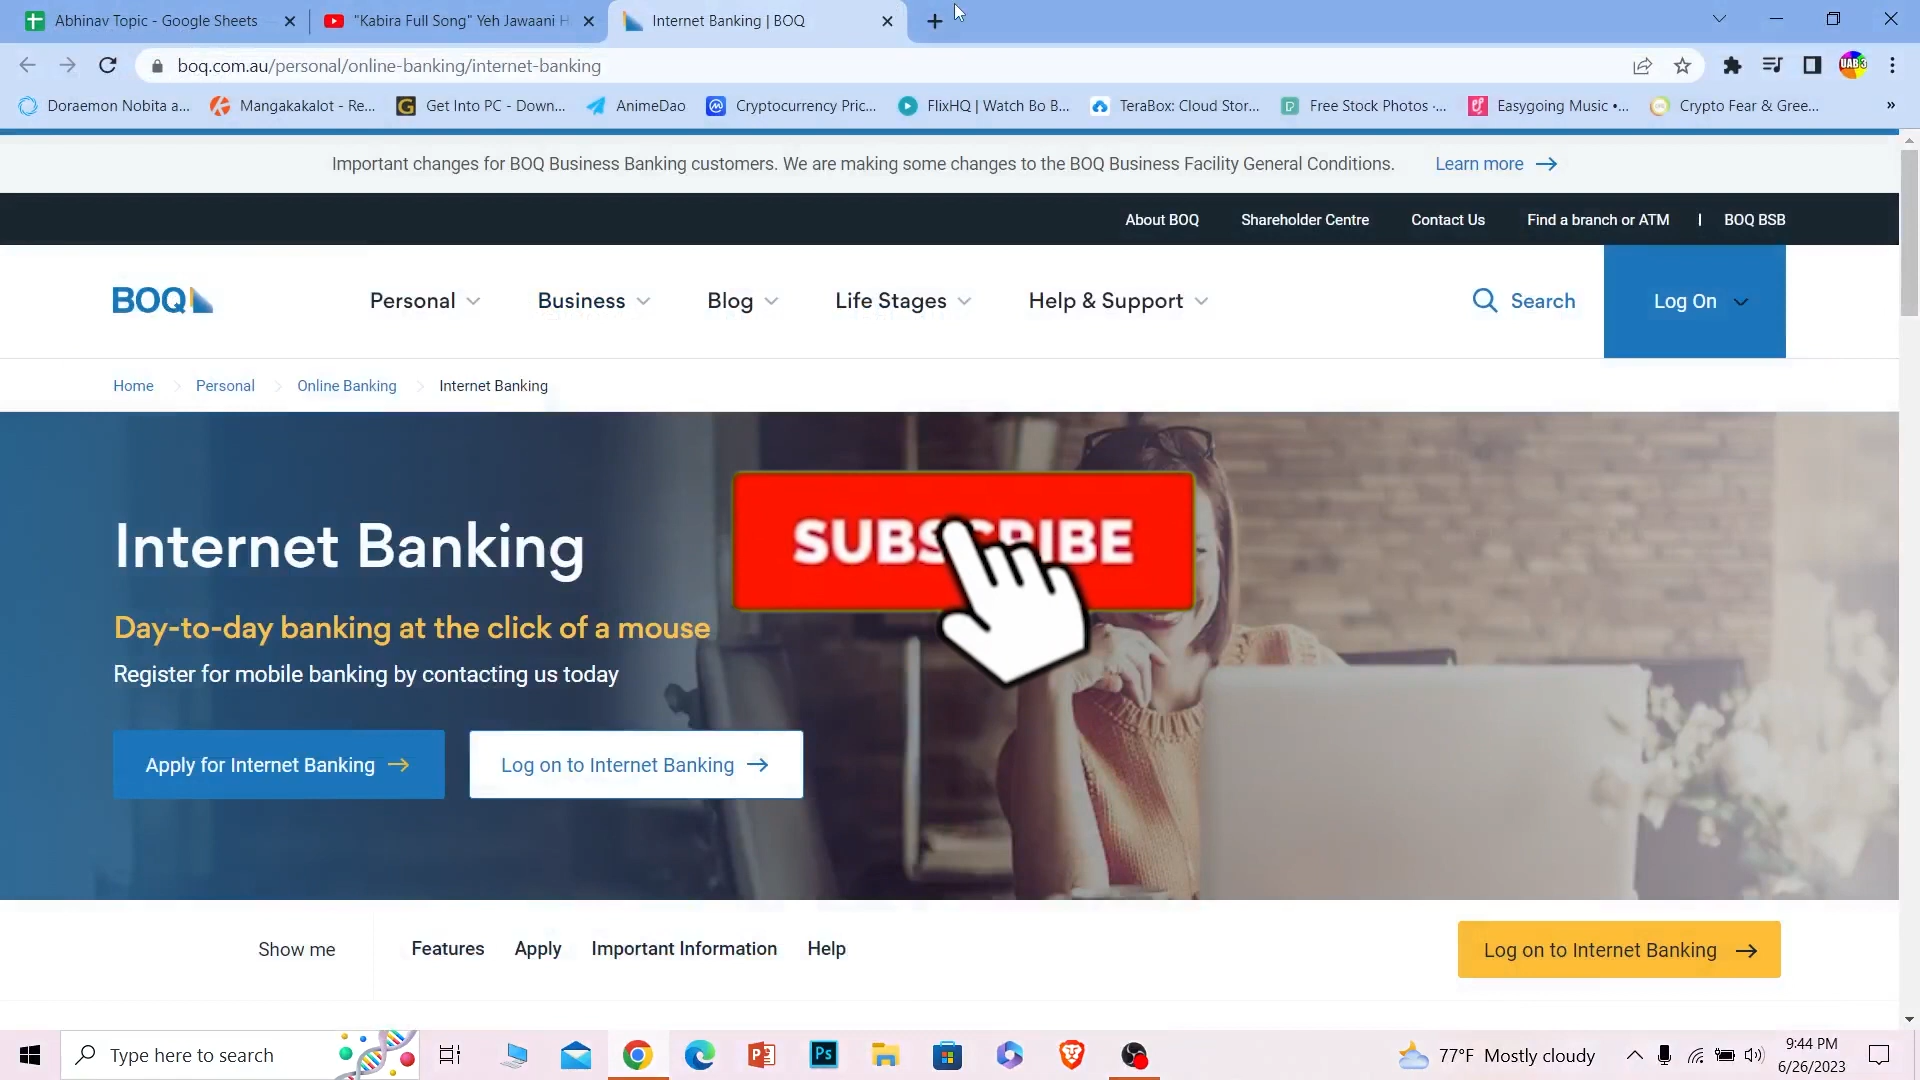 Abhinav Topic - Google Sheets
"Kabira Full Song" Yeh Jawaani H
Internet Banking | BOQ
boq.com.au/personal/online-banking/internet-banking
UAB 3
Doraemon Nobita a...
Mangakakalot - Re...
Get Into PC - Down...
AnimeDao
Cryptocurrency Pric...
FlixHQ | Watch Bo B...
TeraBox: Cloud Stor...
Free Stock Photos ·...
Easygoing Music •...
Crypto Fear & Gree...
»
Important changes for BOQ Business Banking customers. We are making some changes to the BOQ Business Facility General Conditions. Learn more
About BOQ Shareholder Centre Contact Us Find a branch or ATM | BOQ BSB
BOQ
Personal Business Blog Life Stages Help & Support Search Log On
Home Personal Online Banking Internet Banking
SUBSCRIBE
Internet Banking
Day-to-day banking at the click of a mouse
Register for mobile banking by contacting us today
Apply for Internet Banking
Log on to Internet Banking
Show me Features Apply Important Information Help
Log on to Internet Banking
Type here to search
Ps
77°F Mostly cloudy
9:44 PM
6/26/2023